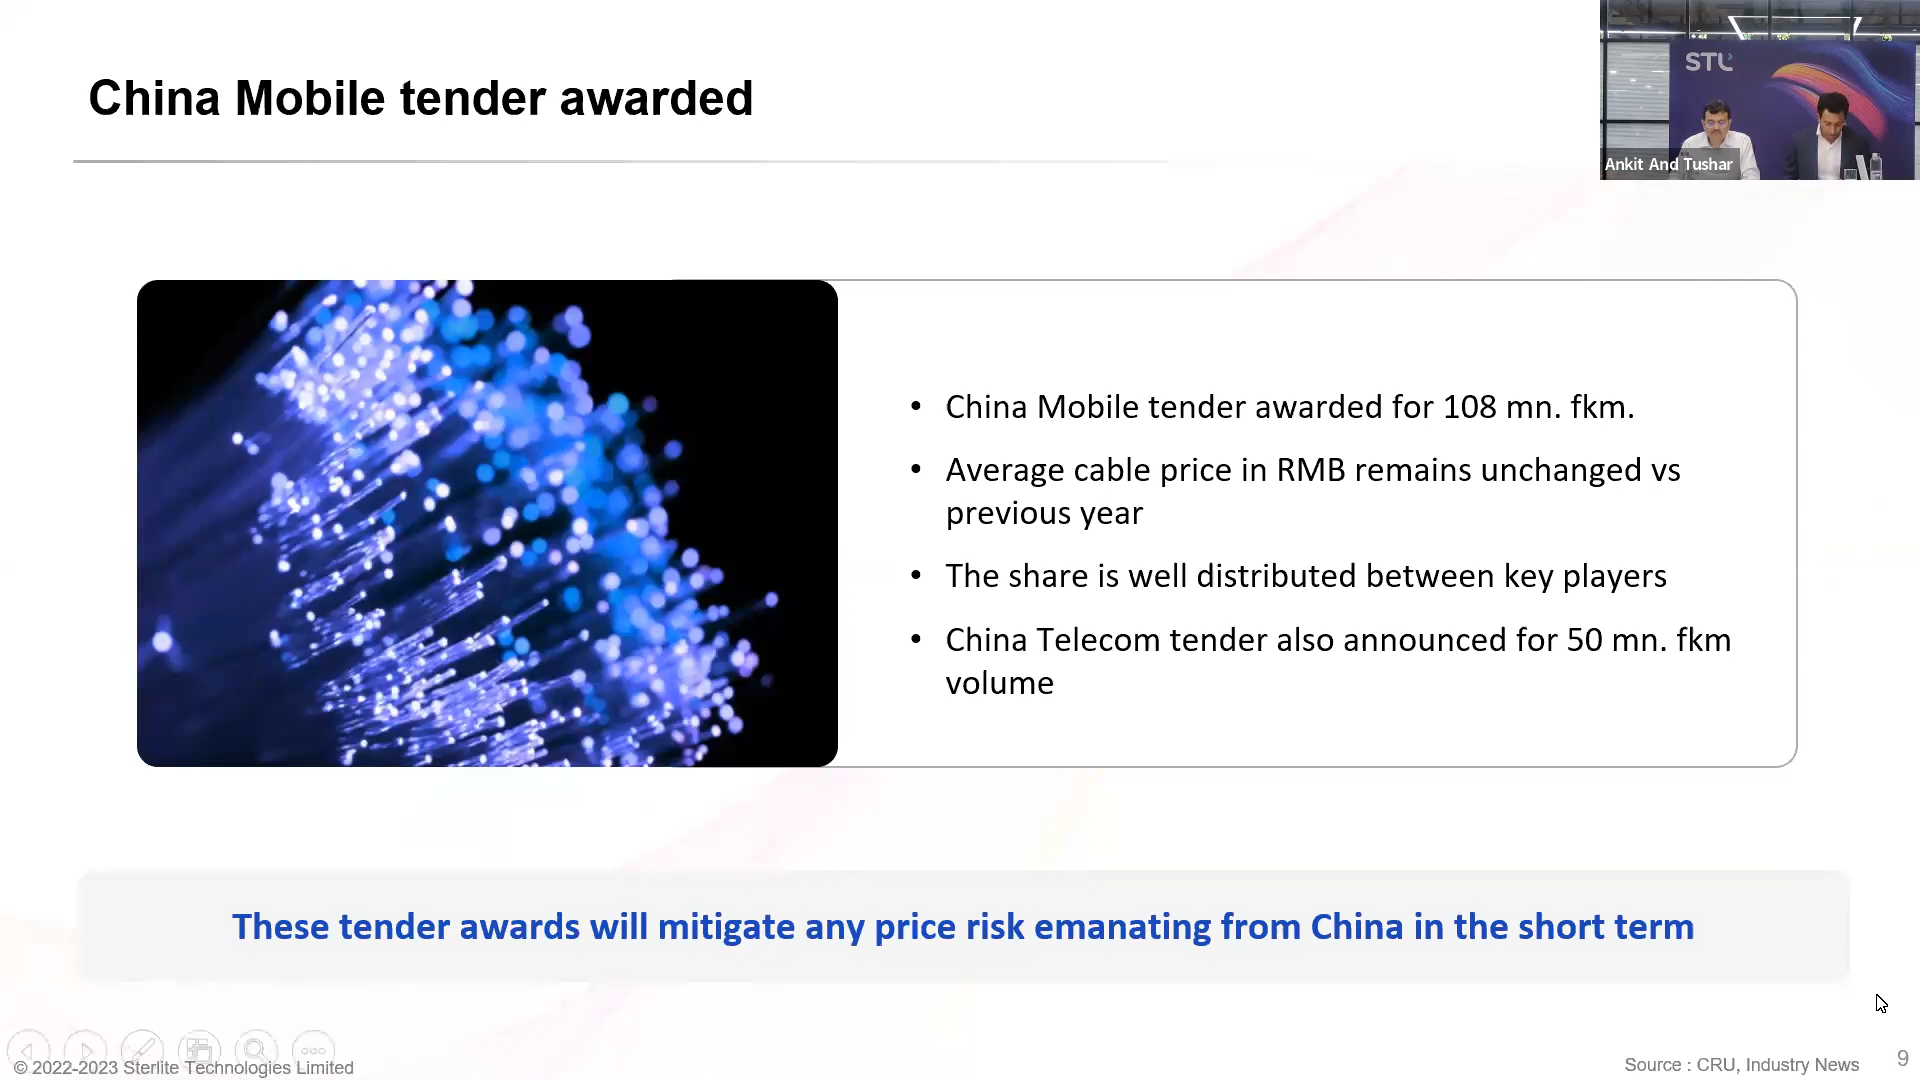 China Mobile tender awarded
STL
Ankit And Tushar
• China Mobile tender awarded for 108 mn. fkm.
• Average cable price in RMB remains unchanged vs
previous year
• The share is well distributed between key players
• China Telecom tender also announced for 50 mn. fkm
volume
These tender awards will mitigate any price risk emanating from China in the short term
© 2022-2023 Sterlite Technologies Limited
Source : CRU, Industry News
9